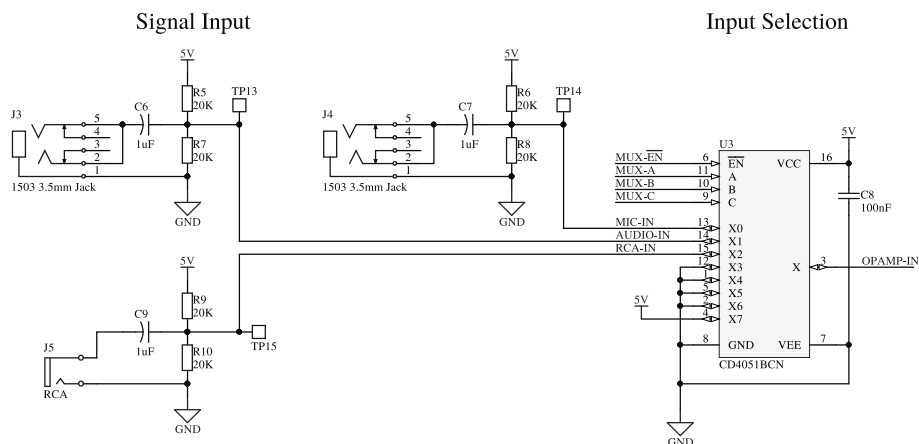 Signal Input
Input Selection
5V
R5
20K
TP13
J3
C6
5
4
3
2
1
1uF
R7
20K
1503 3.5mm Jack
GND
5V
R6
20K
TP14
J4
C7
5
4
3
2
1
1uF
R8
20K
1503 3.5mm Jack
GND
U3
5V
MUX-EN 6 EN VCC 16
MUX-A 11 A
MUX-B 10 B
MUX-C 9 C
C8
100nF
MIC-IN 13 X0
AUDIO-IN 14 X1
RCA-IN 15 X2
12 X3 X 3 OPAMP-IN
1 X4
5 X5
2 X6
5V 4 X7
8 GND VEE 7
CD4051BCN
GND
5V
R9
20K
C9
1uF
TP15
J5
R10
20K
RCA
GND